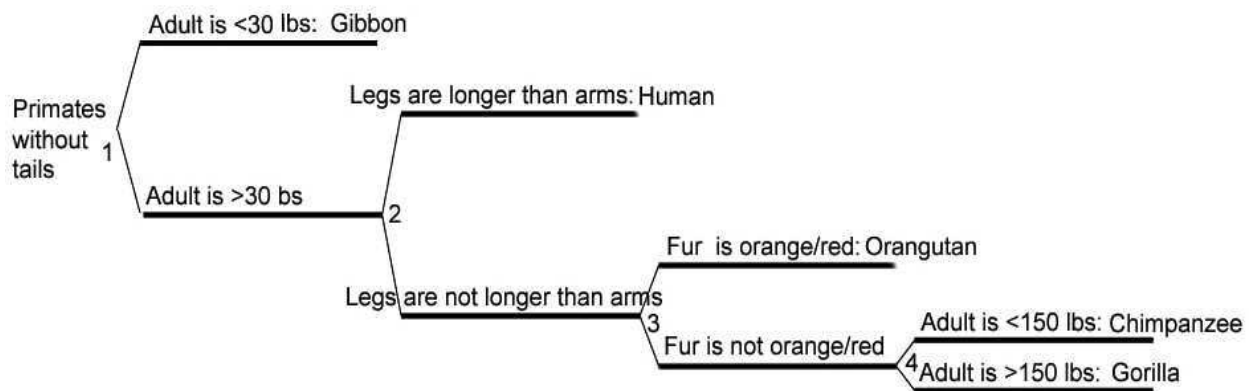 Adult is <30 lbs: Gibbon
Legs are longer than arms: Human
Primates
without
tails
1
Adult is >30 bs
2
Fur is orange/red: Orangutan
Legs are not longer than arms
3
Adult is <150 lbs: Chimpanzee
Fur is not orange/red
4
Adult is >150 lbs: Gorilla